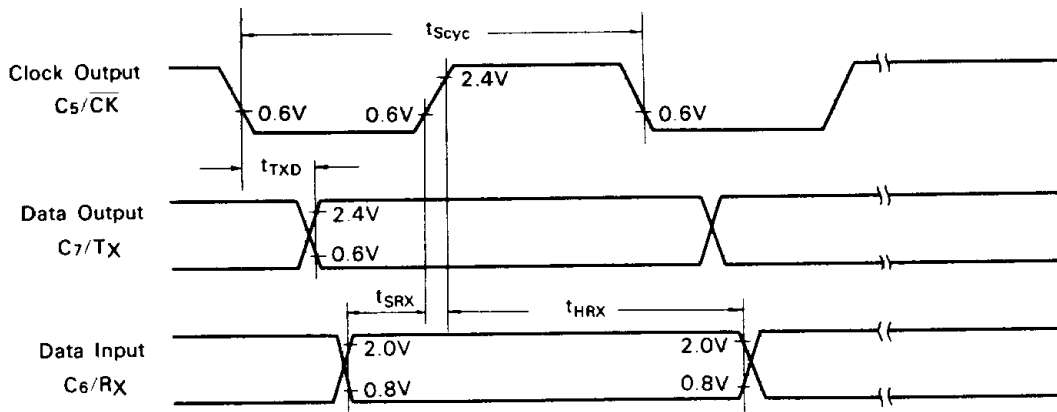 tScyc
Clock Output
C5/CK
2.4V
0.6V
0.6V
0.6V
tTXD
Data Output
C7/TX
2.4V
0.6V
tSRX
tHRX
Data Input
C6/RX
2.0V
2.0V
0.8V
0.8V